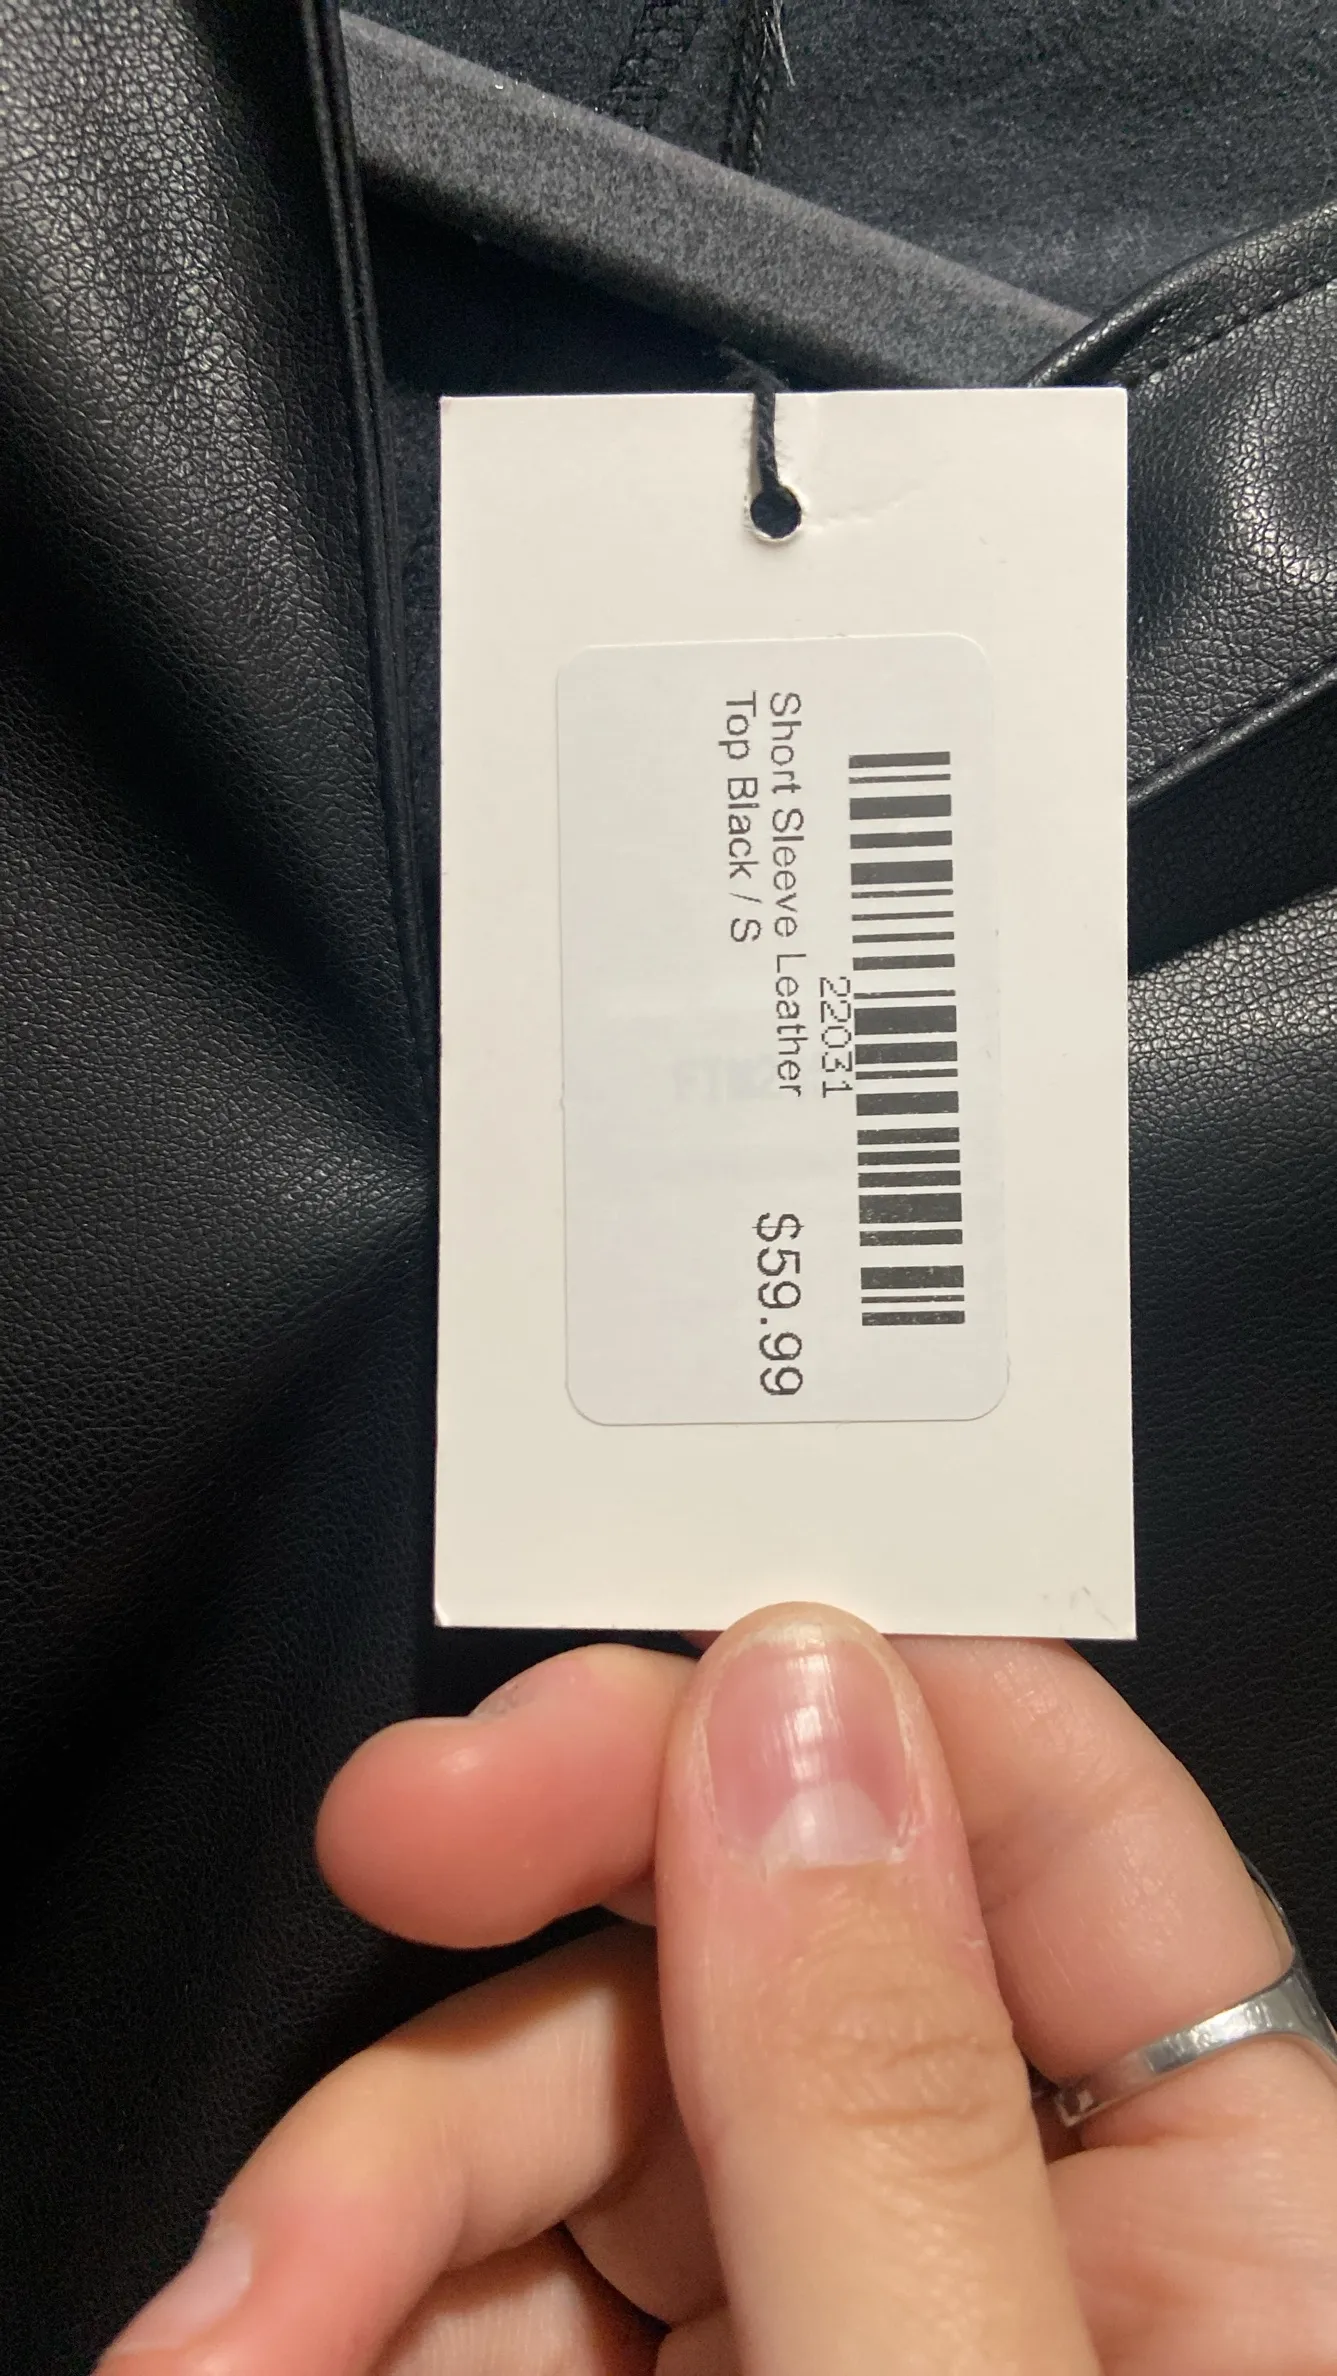 22031
Short Sleeve Leather
Top Black / S
$59.99